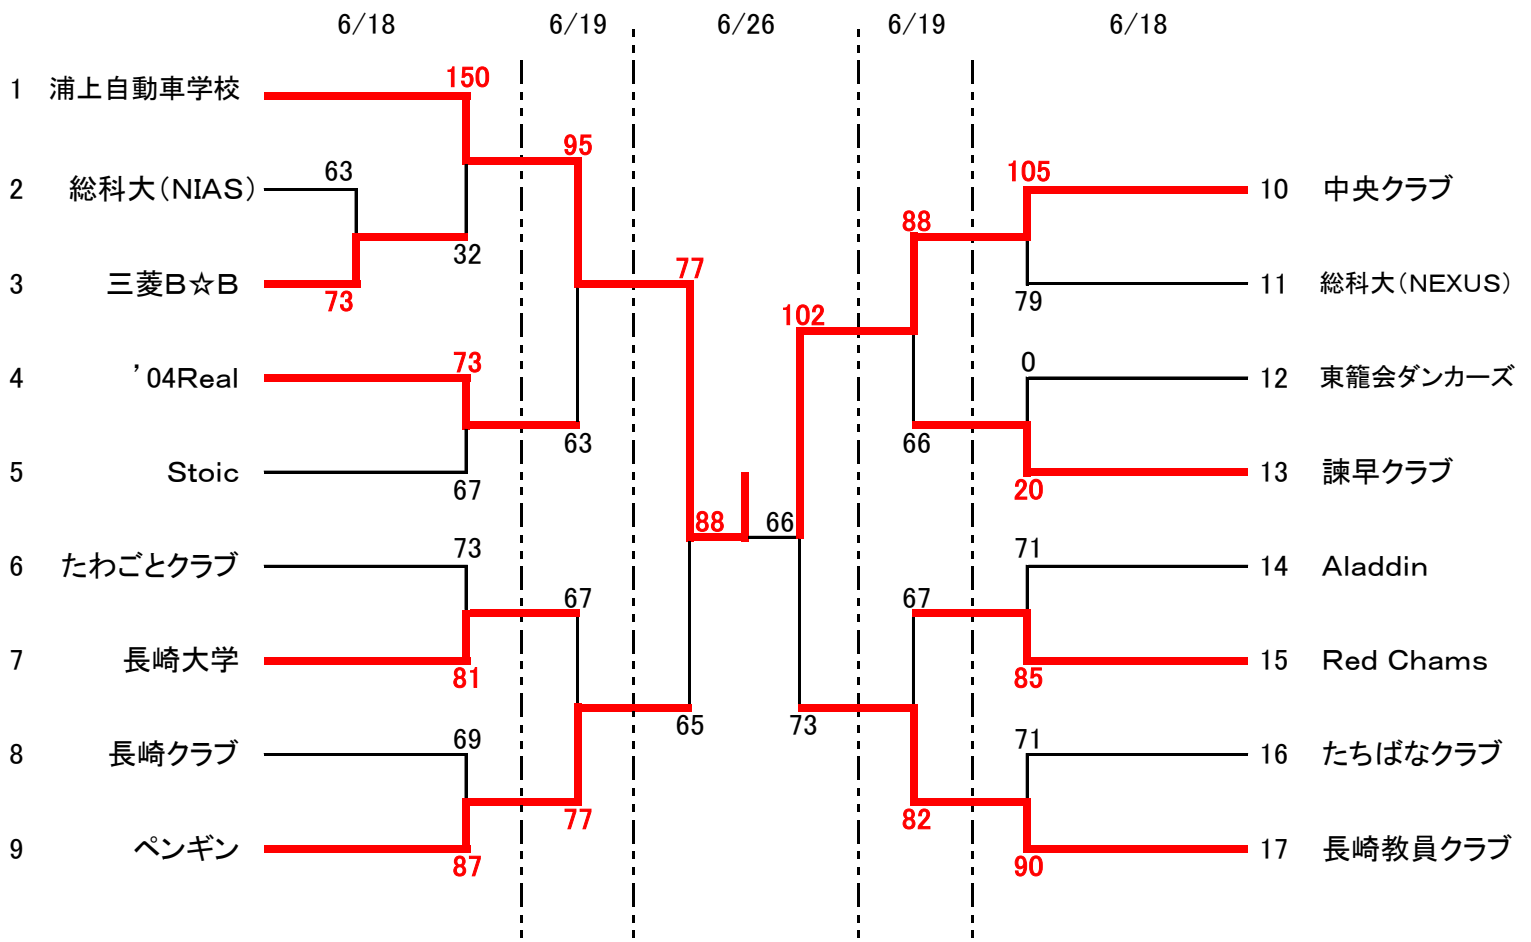 6/18 6/19 6/26 6/19 6/18
150
1 浦上自動車学校
95
63
105
2 総科大(NIAS)
10 中央クラブ
88
32
77
3 三菱B☆B
11 総科大(NEXUS)
73
79
102
73
0
4 '04Real
12 東籠会ダンカーズ
63
66
5 Stoic
13 諫早クラブ
67
20
88 66
73
71
6 たわごとクラブ
14 Aladdin
67
67
7 長崎大学
15 Red Chams
81
85
65
73
69
71
8 長崎クラブ
16 たちばなクラブ
77
82
9 ペンギン
17 長崎教員クラブ
87
90